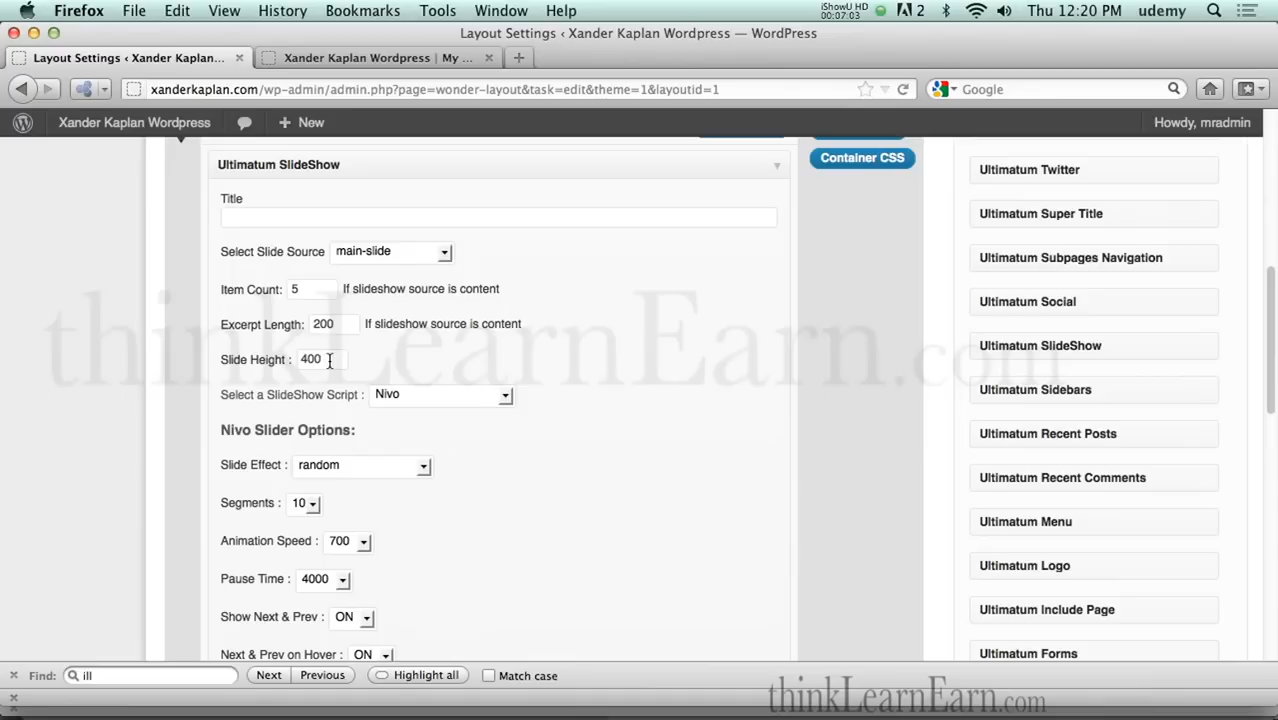 Firefox File Edit View History Bookmarks Tools Window Help iShowU HD 00:07:03 2 Thu 12:20 PM udemy
Layout Settings ‹ Xander Kaplan Wordpress — WordPress
Layout Settings ‹ Xander Kaplan... Xander Kaplan Wordpress | My ...
xanderkaplan.com/wp-admin/admin.php?page=wonder-layout&task=edit&theme=1&layoutid=1 Google
Xander Kaplan Wordpress New Howdy, mradmin
Ultimatum SlideShow
Container CSS
Title
Select Slide Source main-slide
Item Count: 5 If slideshow source is content
Excerpt Length: 200 If slideshow source is content
Slide Height : 400
Select a SlideShow Script : Nivo
Nivo Slider Options:
Slide Effect : random
Segments : 10
Animation Speed : 700
Pause Time : 4000
Show Next & Prev : ON
Next & Prev on Hover : ON
Ultimatum Twitter
Ultimatum Super Title
Ultimatum Subpages Navigation
Ultimatum Social
Ultimatum SlideShow
Ultimatum Sidebars
Ultimatum Recent Posts
Ultimatum Recent Comments
Ultimatum Menu
Ultimatum Logo
Ultimatum Include Page
Ultimatum Forms
thinkLearnEarn.com
Find: ill Next Previous Highlight all Match case
thinkLearnEarn.com